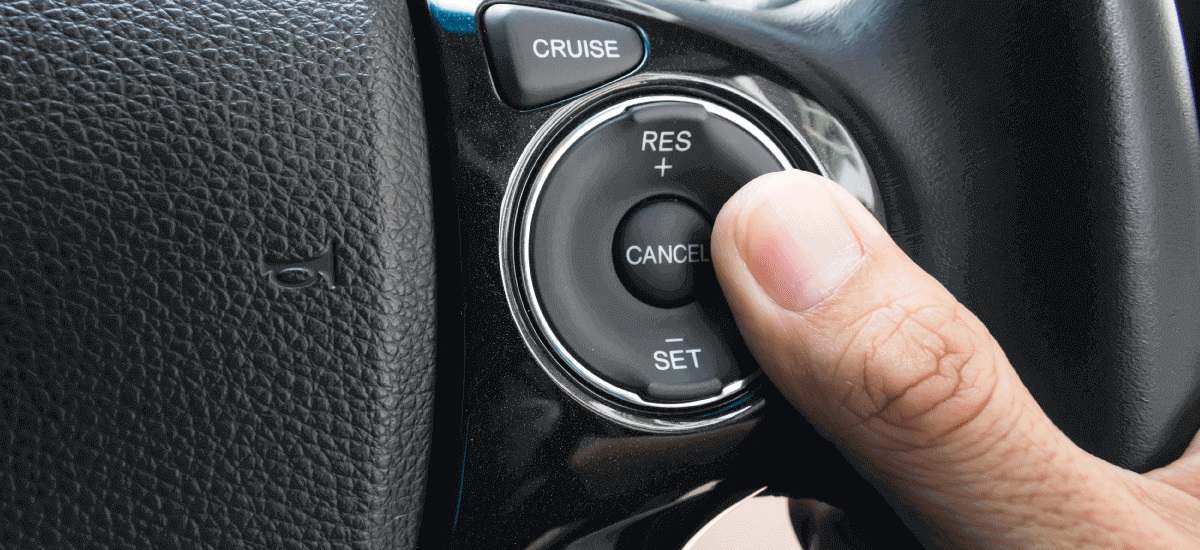 CRUISE
RES
+
CANCEL
–
SET